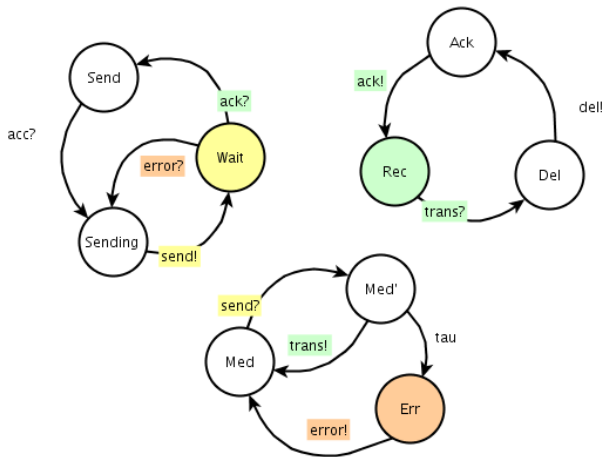 Send
ack?
acc?
error?
Wait
Sending
send!
Ack
ack!
del!
Rec
Del
trans?
Med'
send?
trans!
tau
Med
Err
error!